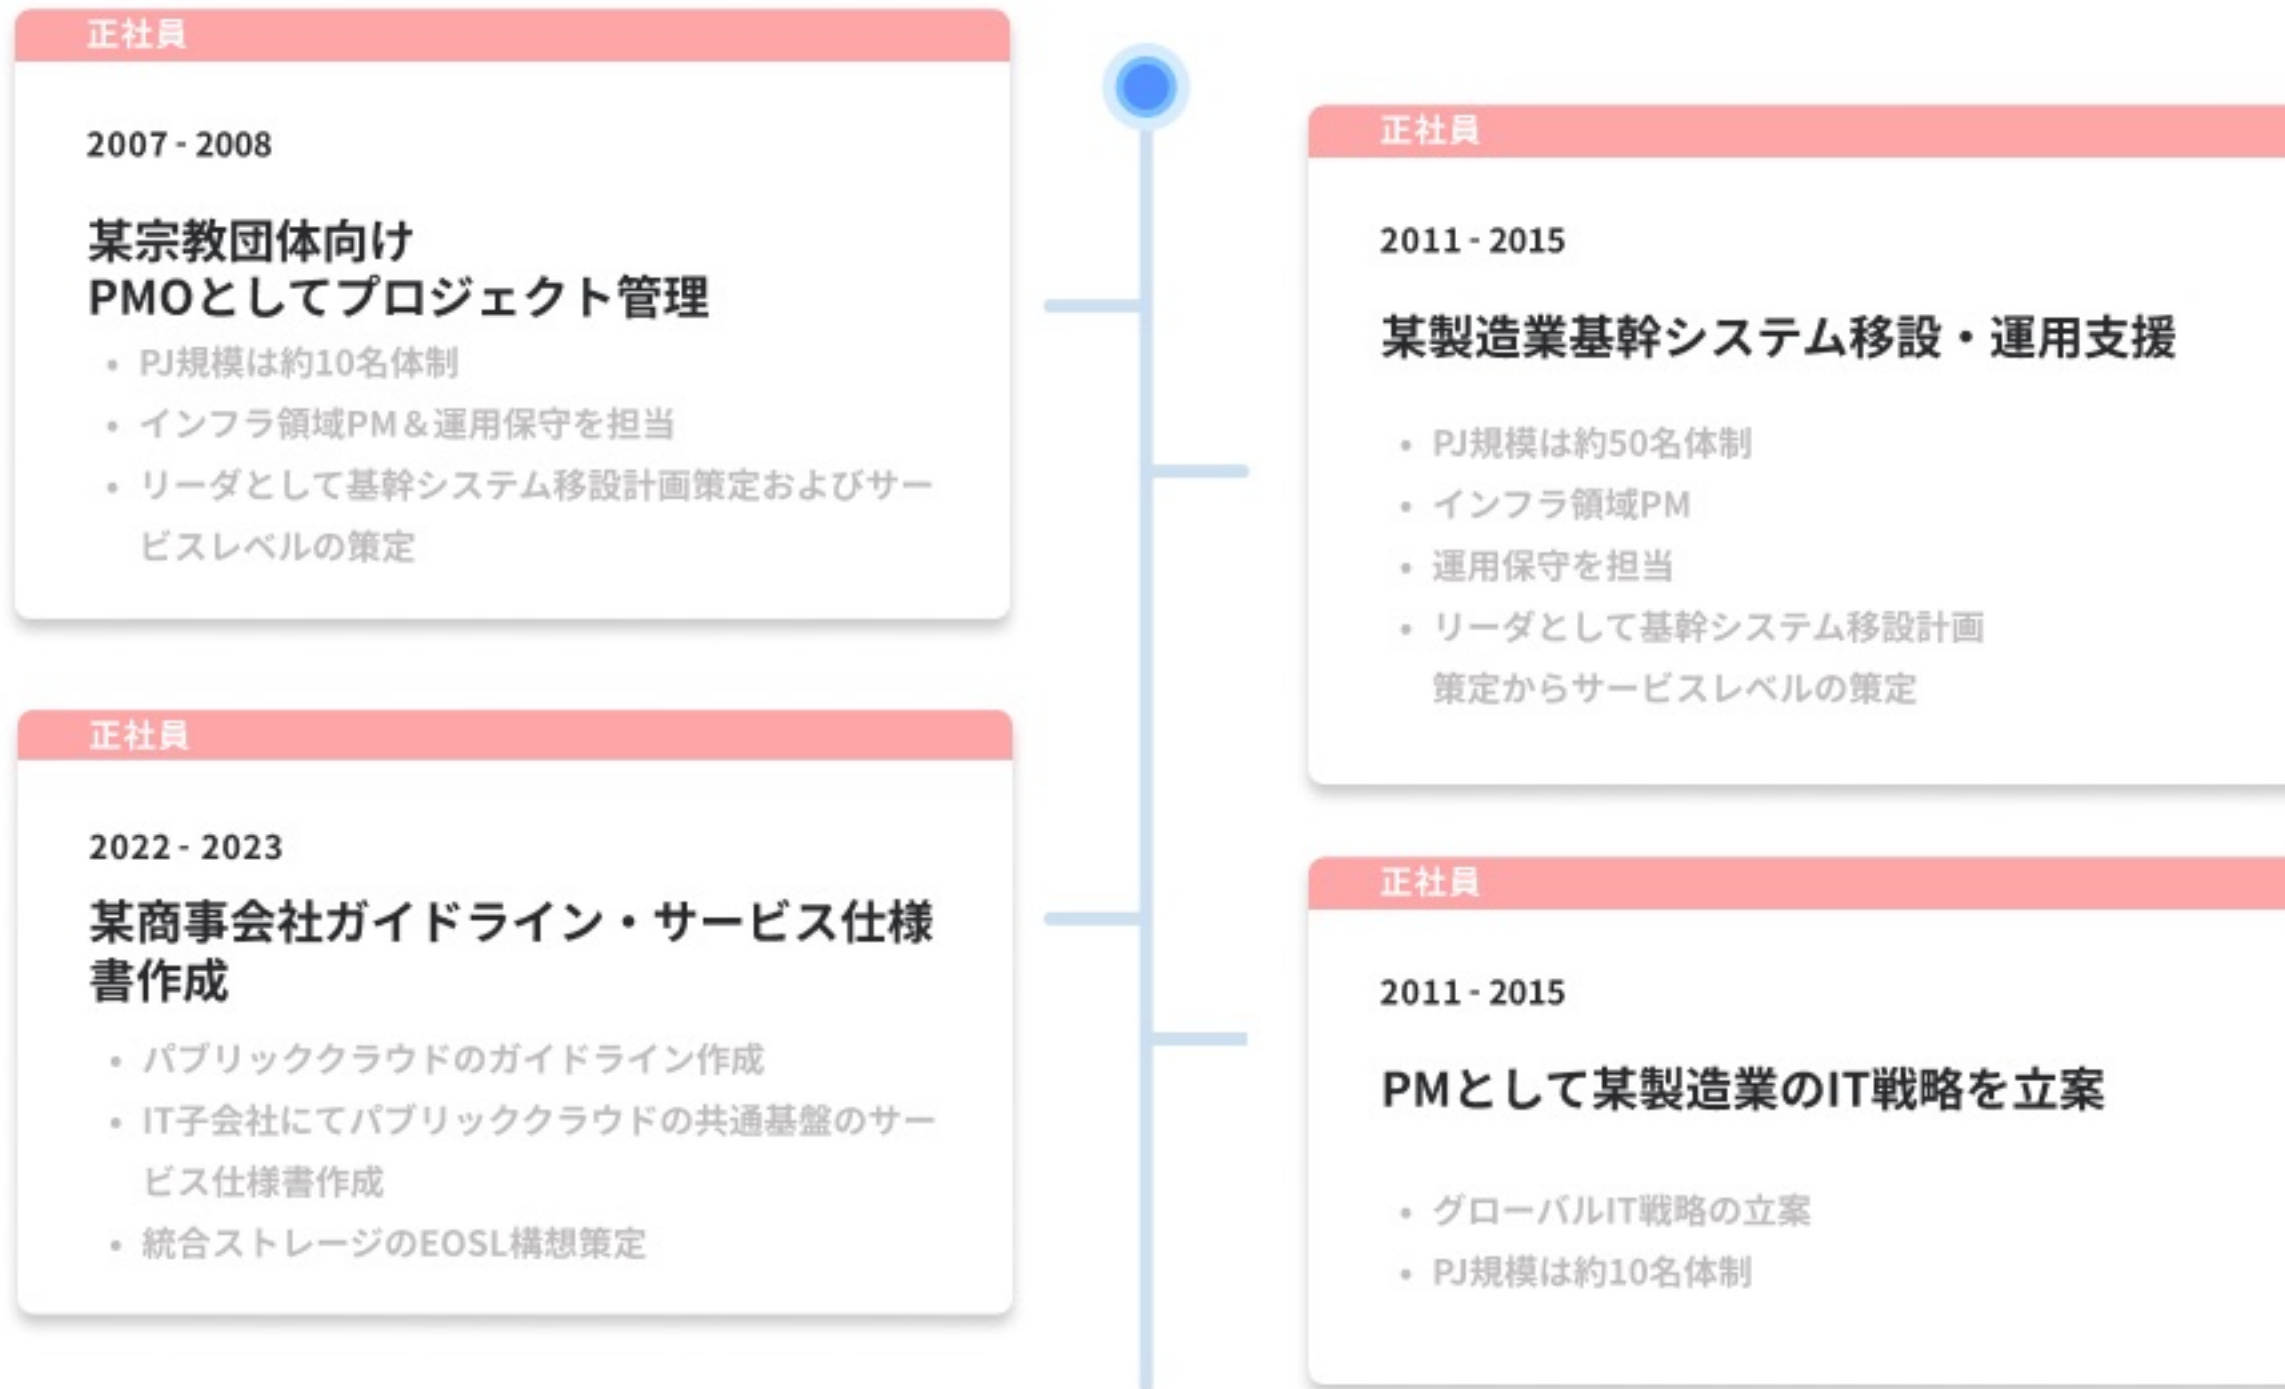 正社員
2007 - 2008
某宗教団体向け
PMOとしてプロジェクト管理
• PJ規模は約10名体制
• インフラ領域PM＆運用保守を担当
• リーダとして基幹システム移設計画策定およびサー
ビスレベルの策定
正社員
2011 - 2015
某製造業基幹システム移設・運用支援
• PJ規模は約50名体制
• インフラ領域PM
• 運用保守を担当
• リーダとして基幹システム移設計画
策定からサービスレベルの策定
正社員
2022 - 2023
某商事会社ガイドライン・サービス仕様
書作成
• パブリッククラウドのガイドライン作成
• IT子会社にてパブリッククラウドの共通基盤のサー
ビス仕様書作成
• 統合ストレージのEOSL構想策定
正社員
2011 - 2015
PMとして某製造業のIT戦略を立案
• グローバルIT戦略の立案
• PJ規模は約10名体制